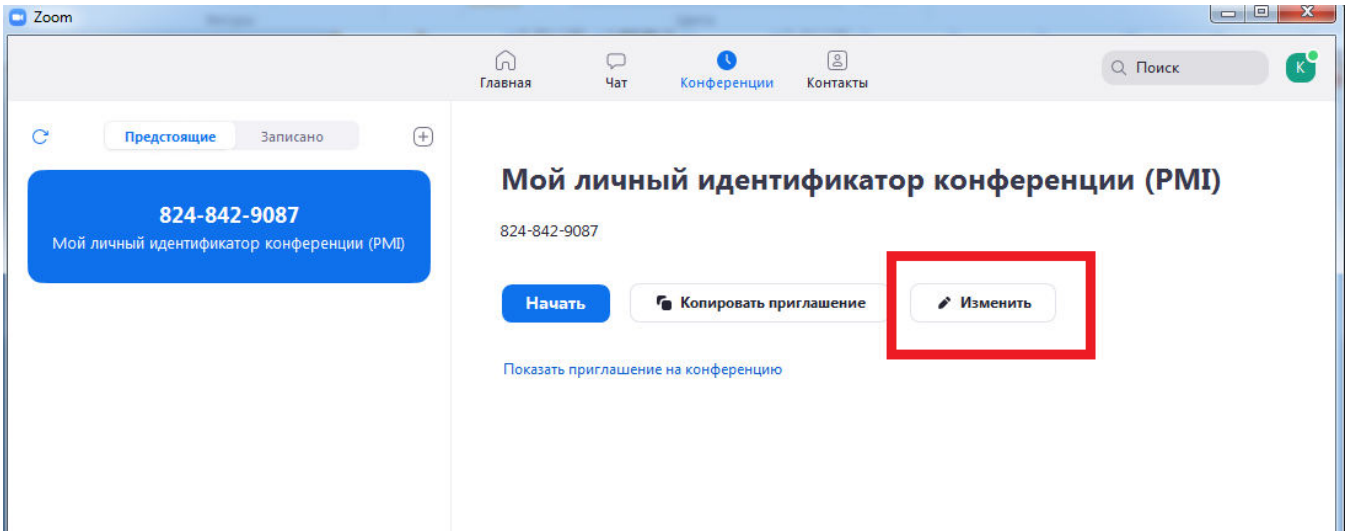 Zoom
Главная
Чат
Конференции
Контакты
Поиск
К
Предстоящие
Записано
824-842-9087
Мой личный идентификатор конференции (PMI)
Мой личный идентификатор конференции (PMI)
824-842-9087
Начать
Копировать приглашение
Изменить
Показать приглашение на конференцию